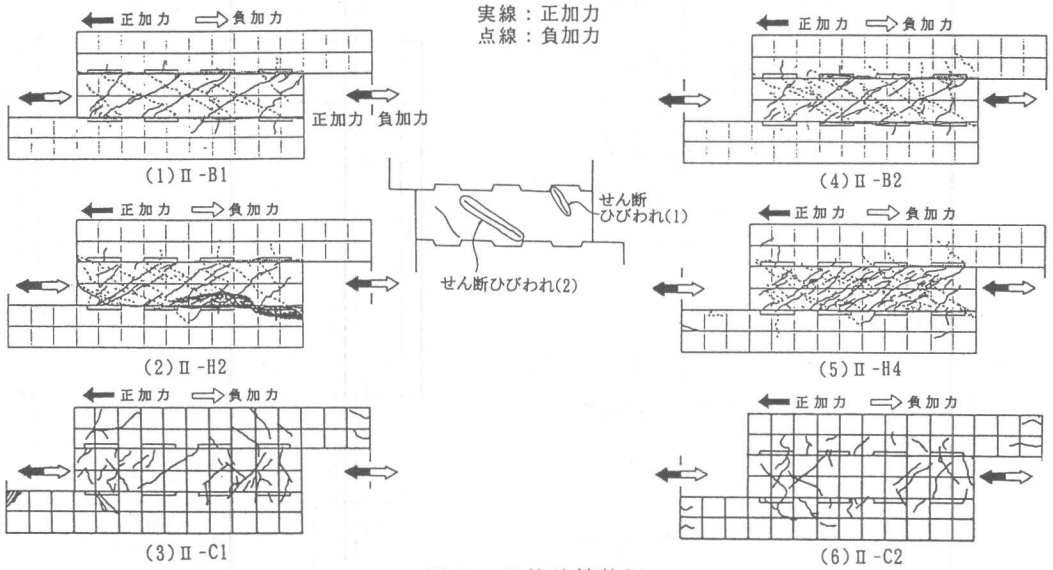 実線：正加力
点線：負加力
正加力 負加力
正加力 負加力
(1)Ⅱ-B1
正加力 負加力
(4)Ⅱ-B2
せん断
ひびわれ(1)
せん断ひびわれ(2)
正加力 負加力
(2)Ⅱ-H2
正加力 負加力
(5)Ⅱ-H4
正加力 負加力
(3)Ⅱ-C1
正加力 負加力
(6)Ⅱ-C2